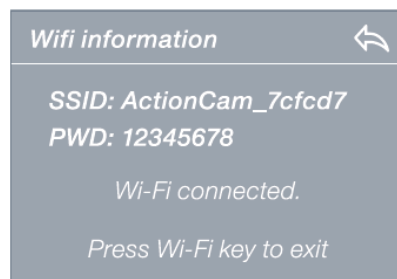 Wifi information
SSID: ActionCam_7cfcd7
PWD: 12345678
Wi-Fi connected.
Press Wi-Fi key to exit